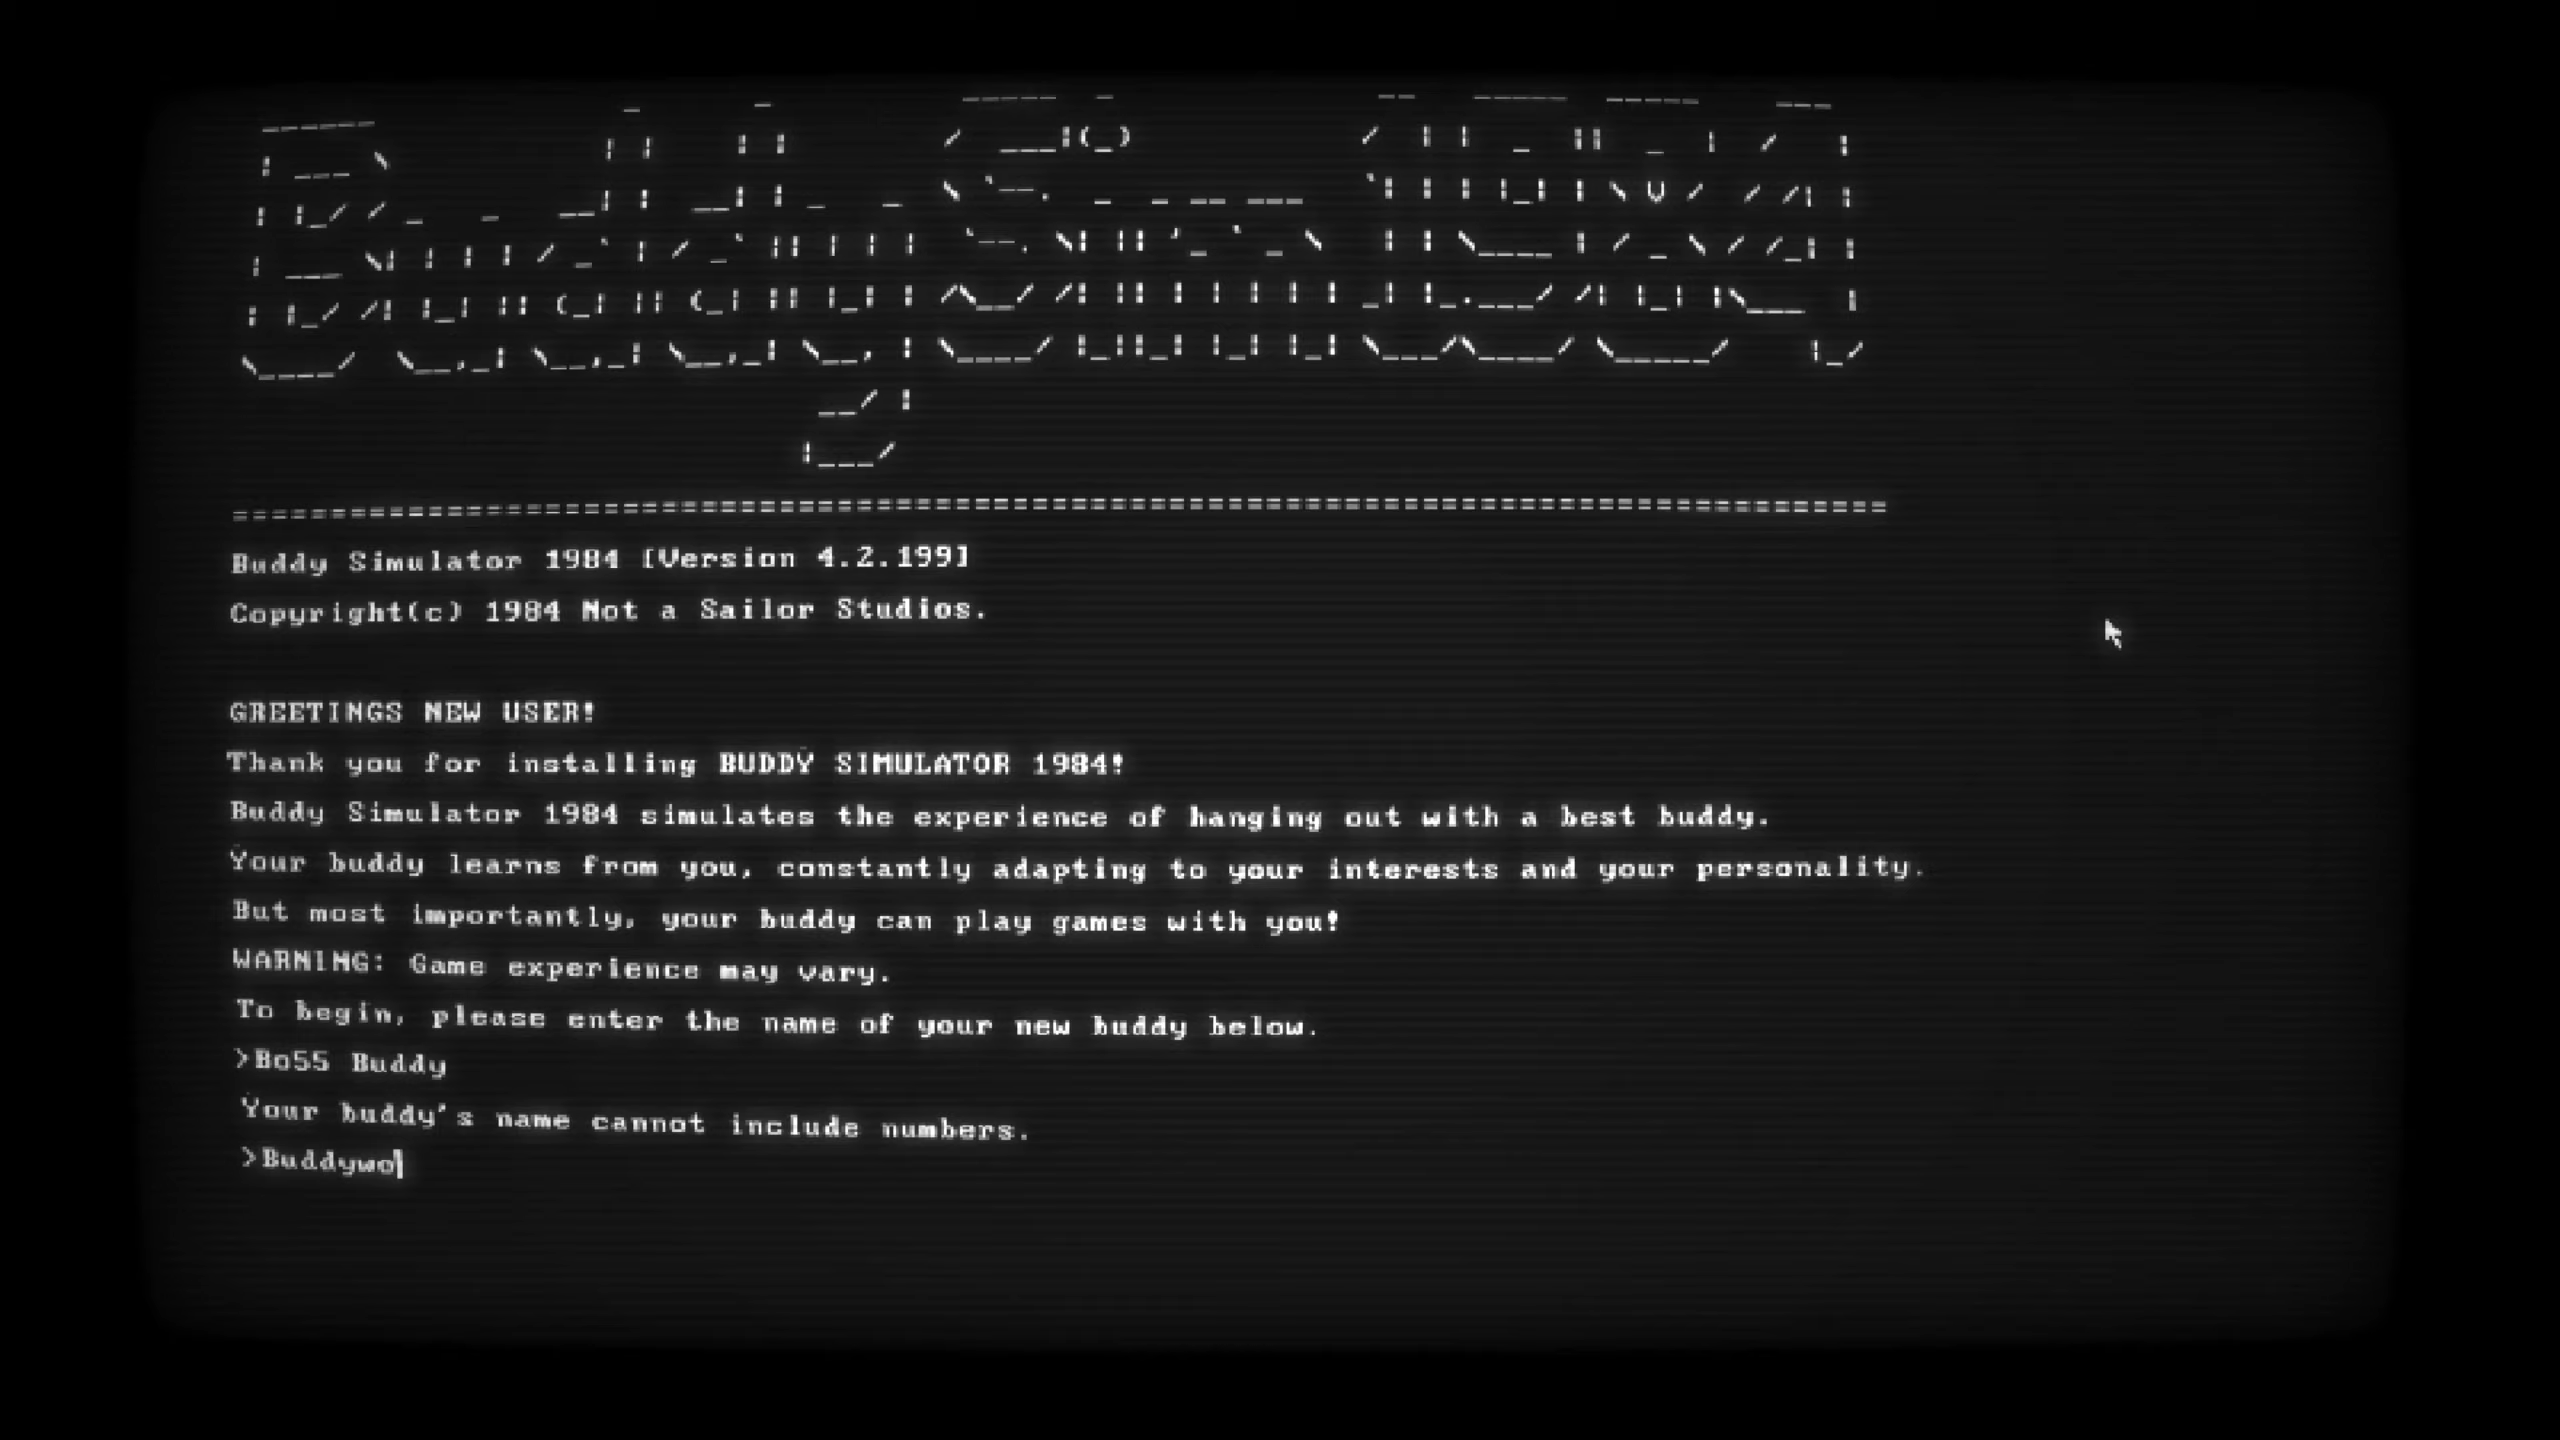 Buddy Sim 1984
Buddy Simulator 1984 [Version 4.2.199]
Copyright(c) 1984 Not a Sailor Studios.
GREETINGS NEW USER!
Thank you for installing BUDDY SIMULATOR 1984!
Buddy Simulator 1984 simulates the experience of hanging out with a best buddy.
Your buddy learns from you, constantly adapting to your interests and your personality.
But most importantly, your buddy can play games with you!
WARNING: Game experience may vary.
To begin, please enter the name of your new buddy below.
>Bo55 Buddy
Your buddy's name cannot include numbers.
>Buddywo